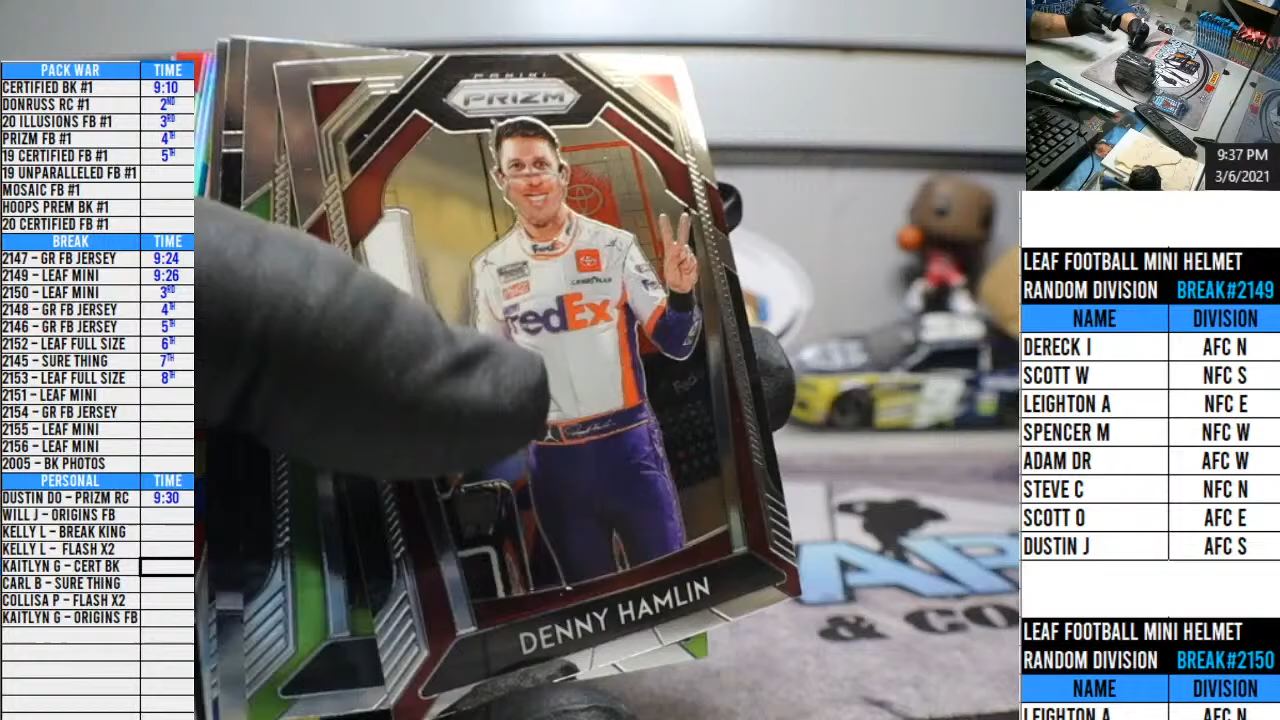 PACK WAR TIME
CERTIFIED BK #1 9:10
DONRUSS RC #1 2ND
20 ILLUSIONS FB #1 3RD
PRIZM FB #1 4TH
19 CERTIFIED FB #1 5TH
19 UNPARALLELED FB #1
MOSAIC FB #1
HOOPS PREM BK #1
20 CERTIFIED FB #1
BREAK TIME
2147 – GR FB JERSEY 9:24
2149 – LEAF MINI 9:26
2150 – LEAF MINI 3RD
2148 – GR FB JERSEY 4TH
2146 – GR FB JERSEY 5TH
2152 – LEAF FULL SIZE 6TH
2145 – SURE THING 7TH
2153 – LEAF FULL SIZE 8TH
2151 – LEAF MINI
2154 – GR FB JERSEY
2155 – LEAF MINI
2156 – LEAF MINI
2005 – BK PHOTOS
PERSONAL TIME
DUSTIN DO – PRIZM RC 9:30
WILL J – ORIGINS FB
KELLY L – BREAK KING
KELLY L – FLASH X2
KAITLYN G – CERT BK
CARL B – SURE THING
COLLISA P – FLASH X2
KAITLYN G – ORIGINS FB
PANINI
PRIZM
FedEx
FedEx
DENNY HAMLIN
& CO
9:37 PM
3/6/2021
LEAF FOOTBALL MINI HELMET
RANDOM DIVISION BREAK#2149
NAME DIVISION
DERECK I AFC N
SCOTT W NFC S
LEIGHTON A NFC E
SPENCER M NFC W
ADAM DR AFC W
STEVE C NFC N
SCOTT O AFC E
DUSTIN J AFC S
LEAF FOOTBALL MINI HELMET
RANDOM DIVISION BREAK#2150
NAME DIVISION
LEIGHTON A AFC N